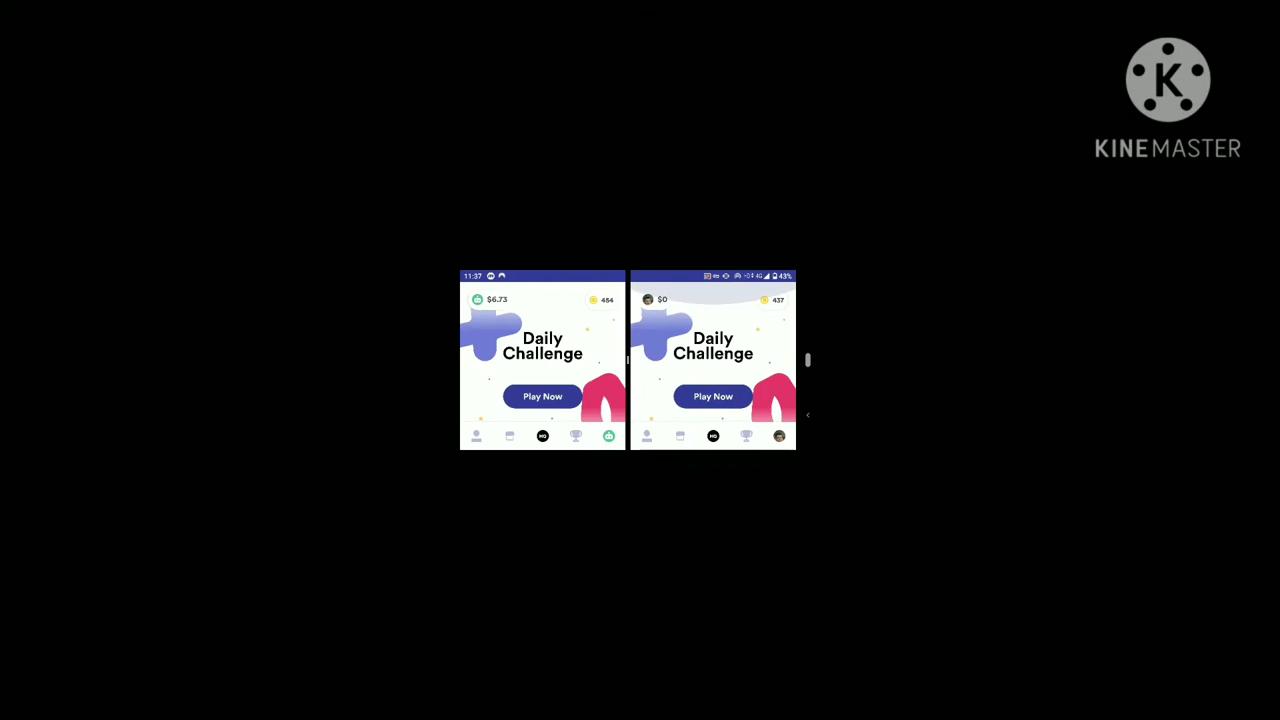 KINEMASTER
11:37
43%
$6.73
454
$0
437
Daily
Challenge
Daily
Challenge
Play Now
Play Now
HQ
HQ